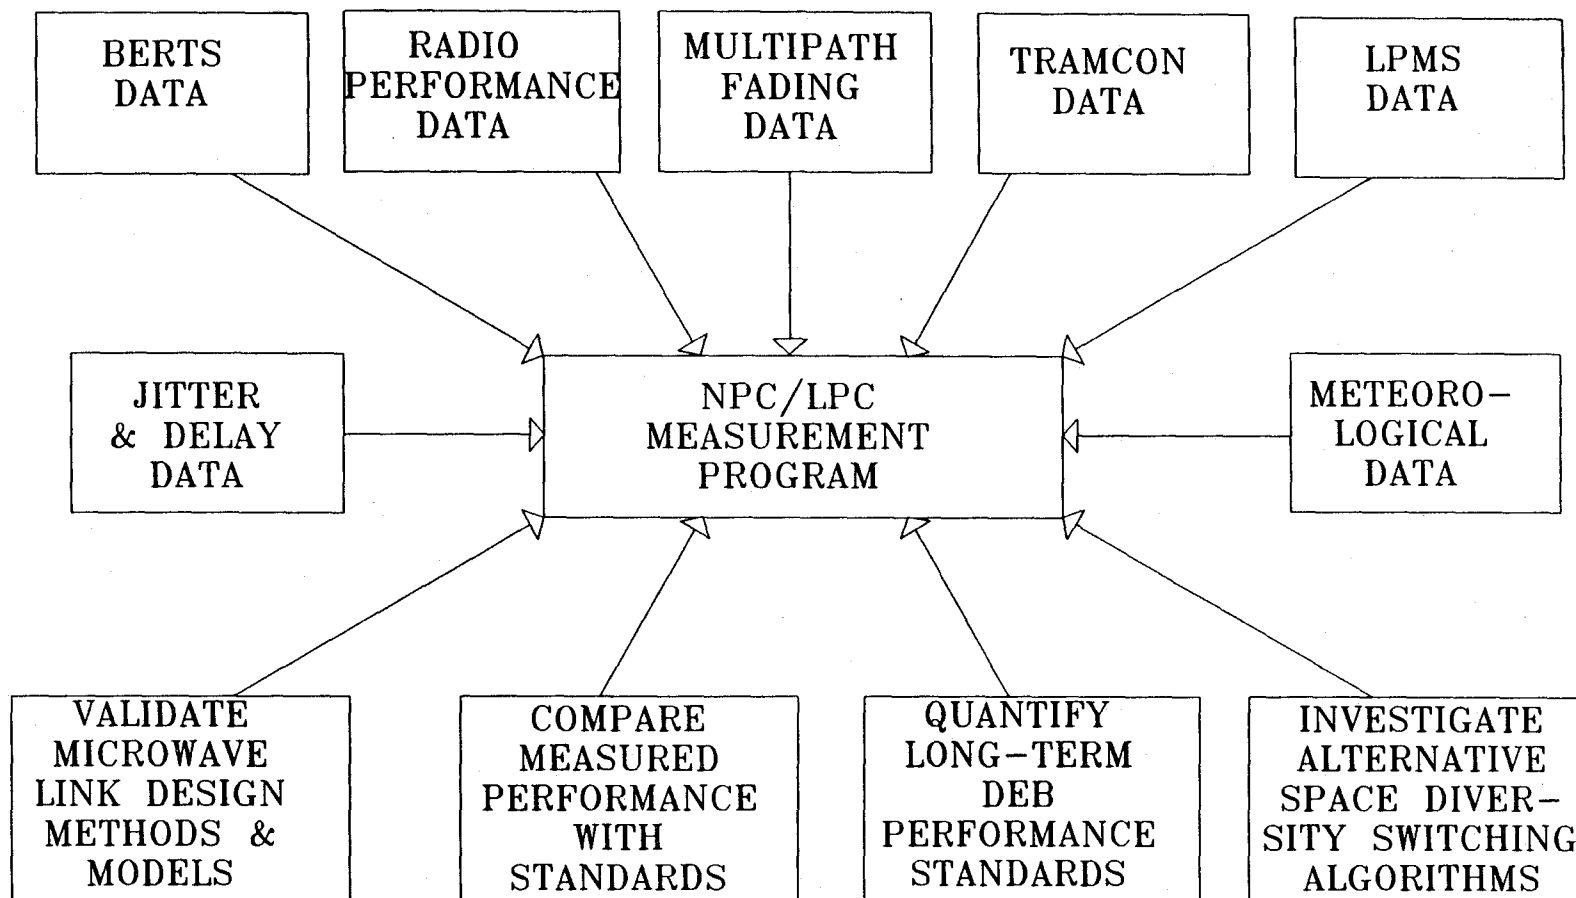 BERTS
DATA
RADIO
PERFORMANCE
DATA
MULTIPATH
FADING
DATA
TRAMCON
DATA
LPMS
DATA
JITTER
& DELAY
DATA
NPC/LPC
MEASUREMENT
PROGRAM
METEORO-
LOGICAL
DATA
VALIDATE
MICROWAVE
LINK DESIGN
METHODS &
MODELS
COMPARE
MEASURED
PERFORMANCE
WITH
STANDARDS
QUANTIFY
LONG-TERM
DEB
PERFORMANCE
STANDARDS
INVESTIGATE
ALTERNATIVE
SPACE DIVER-
SITY SWITCHING
ALGORITHMS